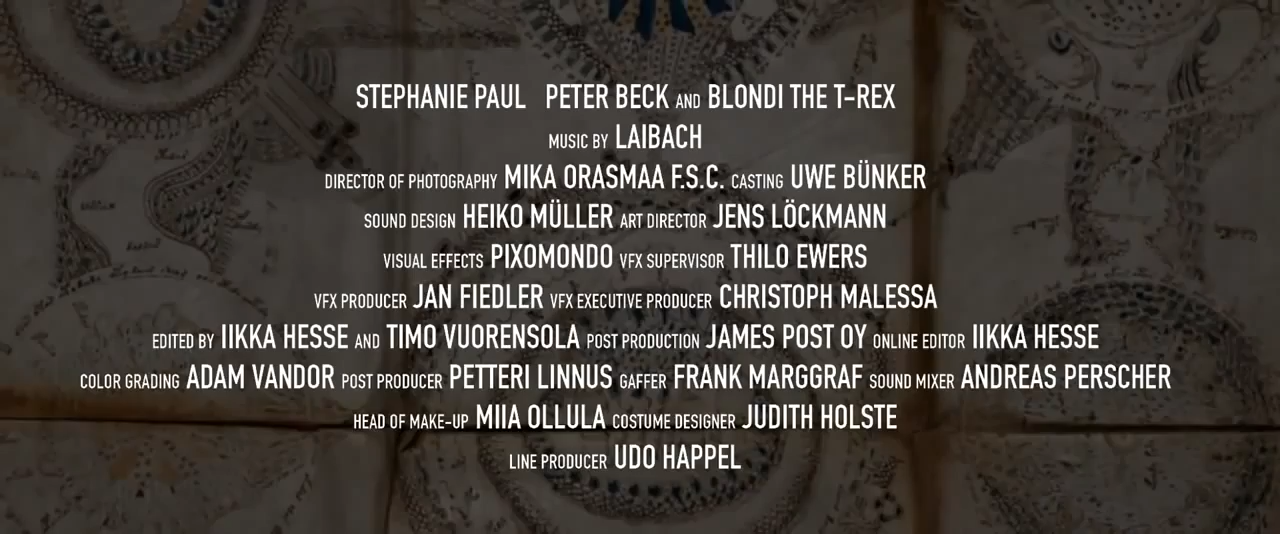 STEPHANIE PAUL PETER BECK AND BLONDI THE T-REX
MUSIC BY LAIBACH
DIRECTOR OF PHOTOGRAPHY MIKA ORASMAA F.S.C. CASTING UWE BÜNKER
SOUND DESIGN HEIKO MÜLLER ART DIRECTOR JENS LÖCKMANN
VISUAL EFFECTS PIXOMONDO VFX SUPERVISOR THILO EWERS
VFX PRODUCER JAN FIEDLER VFX EXECUTIVE PRODUCER CHRISTOPH MALESSA
EDITED BY IIKKA HESSE AND TIMO VUORENSOLA POST PRODUCTION JAMES POST OY ONLINE EDITOR IIKKA HESSE
COLOR GRADING ADAM VANDOR POST PRODUCER PETTERI LINNUS GAFFER FRANK MARGGRAF SOUND MIXER ANDREAS PERSCHER
HEAD OF MAKE-UP MIIA OLLULA COSTUME DESIGNER JUDITH HOLSTE
LINE PRODUCER UDO HAPPEL